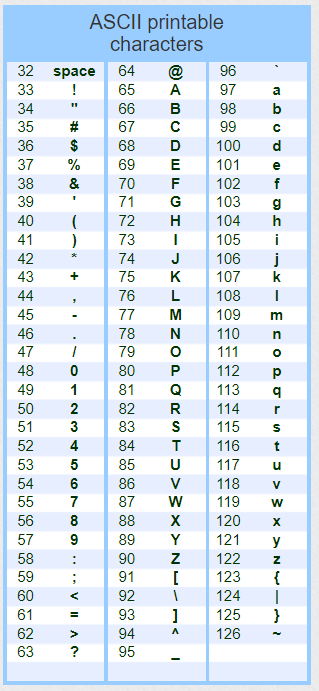 ASCII printable
characters
32 space 64 @ 96 `
33 ! 65 A 97 a
34 " 66 B 98 b
35 # 67 C 99 c
36 $ 68 D 100 d
37 % 69 E 101 e
38 & 70 F 102 f
39 ' 71 G 103 g
40 ( 72 H 104 h
41 ) 73 I 105 i
42 * 74 J 106 j
43 + 75 K 107 k
44 , 76 L 108 l
45 - 77 M 109 m
46 . 78 N 110 n
47 / 79 O 111 o
48 0 80 P 112 p
49 1 81 Q 113 q
50 2 82 R 114 r
51 3 83 S 115 s
52 4 84 T 116 t
53 5 85 U 117 u
54 6 86 V 118 v
55 7 87 W 119 w
56 8 88 X 120 x
57 9 89 Y 121 y
58 : 90 Z 122 z
59 ; 91 [ 123 {
60 < 92 \ 124 |
61 = 93 ] 125 }
62 > 94 ^ 126 ~
63 ? 95 _